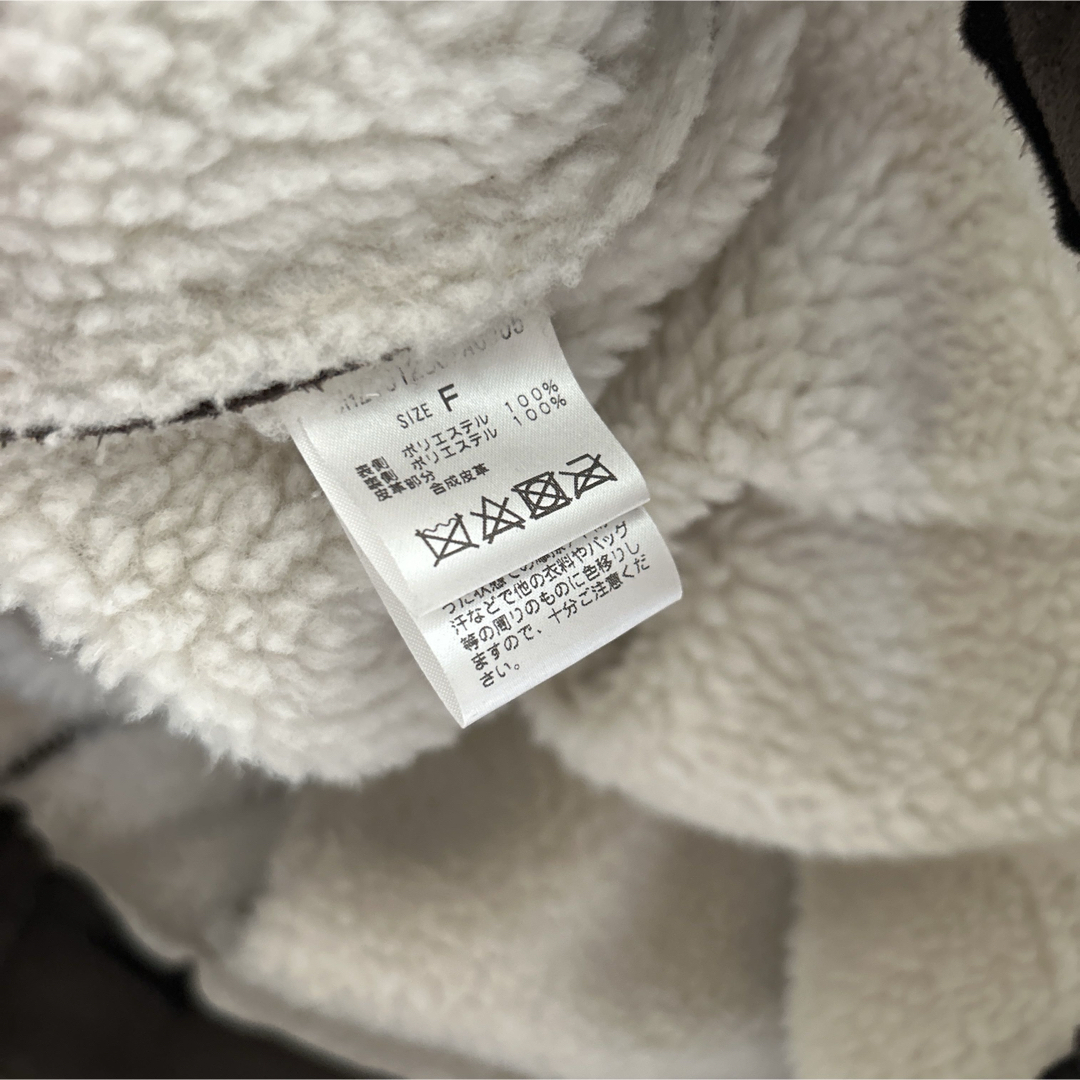 SIZE F
表側 ポリエステル 100%
裏側 ポリエステル 100%
皮革部分 合成皮革
汗などで他の衣料やバッグ
等の周りのものに色移りし
ますので、十分ご注意くだ
さい。